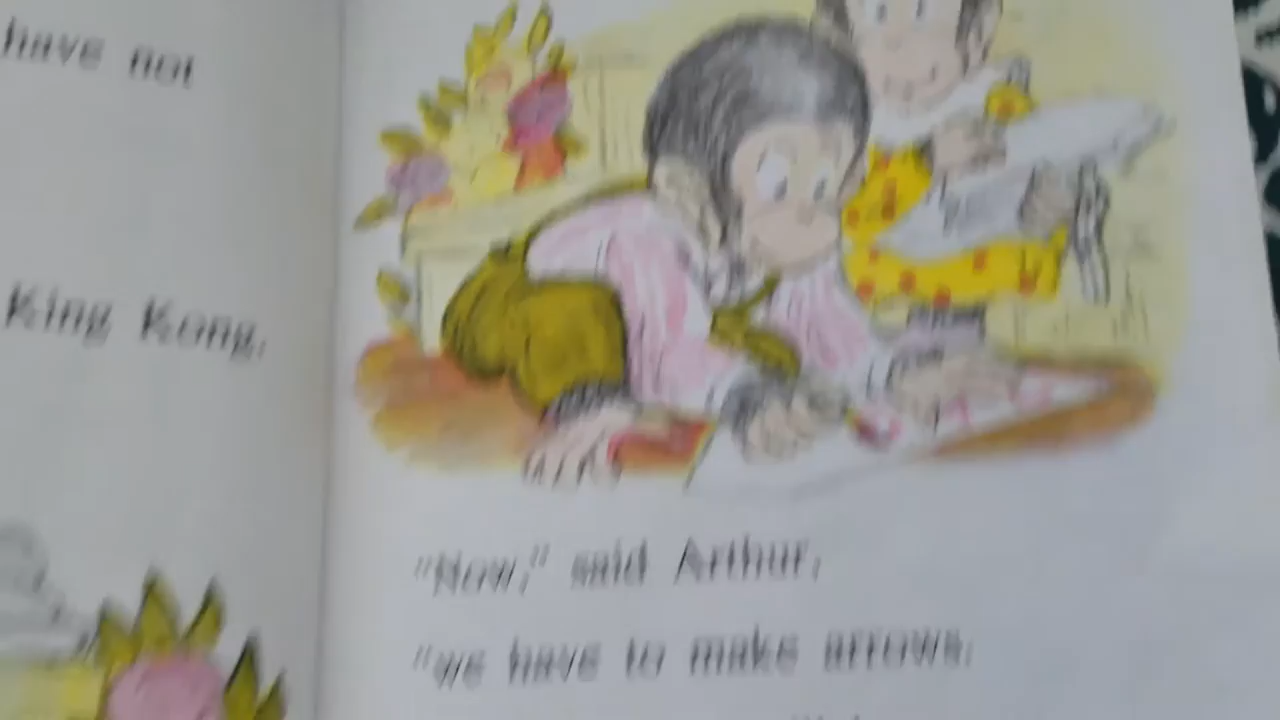 have not
King Kong.
"Now," said Arthur,
"we have to make arrows.